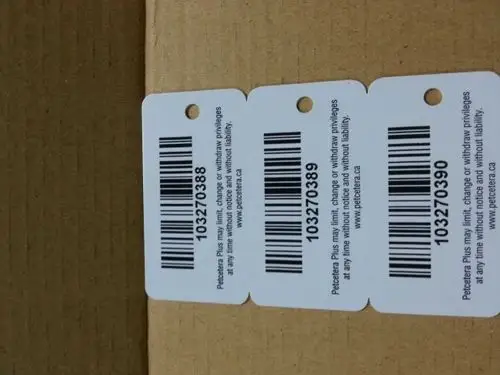 103270388
Petcetera Plus may limit, change or withdraw privileges
at any time without notice and without liability.
www.petcetera.ca
103270389
Petcetera Plus may limit, change or withdraw privileges
at any time without notice and without liability.
www.petcetera.ca
103270390
Petcetera Plus may limit, change or withdraw privileges
at any time without notice and without liability.
www.petcetera.ca